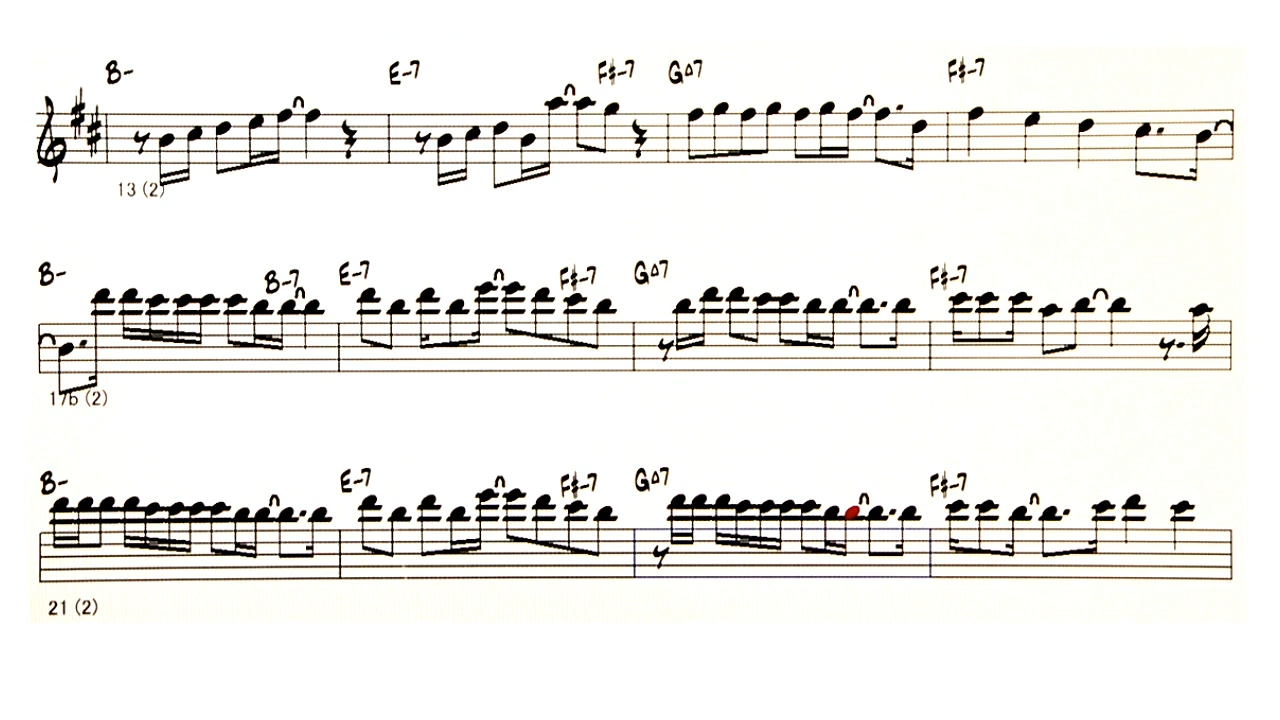 B- E-7 F#-7 G∆7 F#-7
13 (2)
B- B-7 E-7 F#-7 G∆7 F#-7
17b (2)
B- E-7 F#-7 G∆7 F#-7
21 (2)